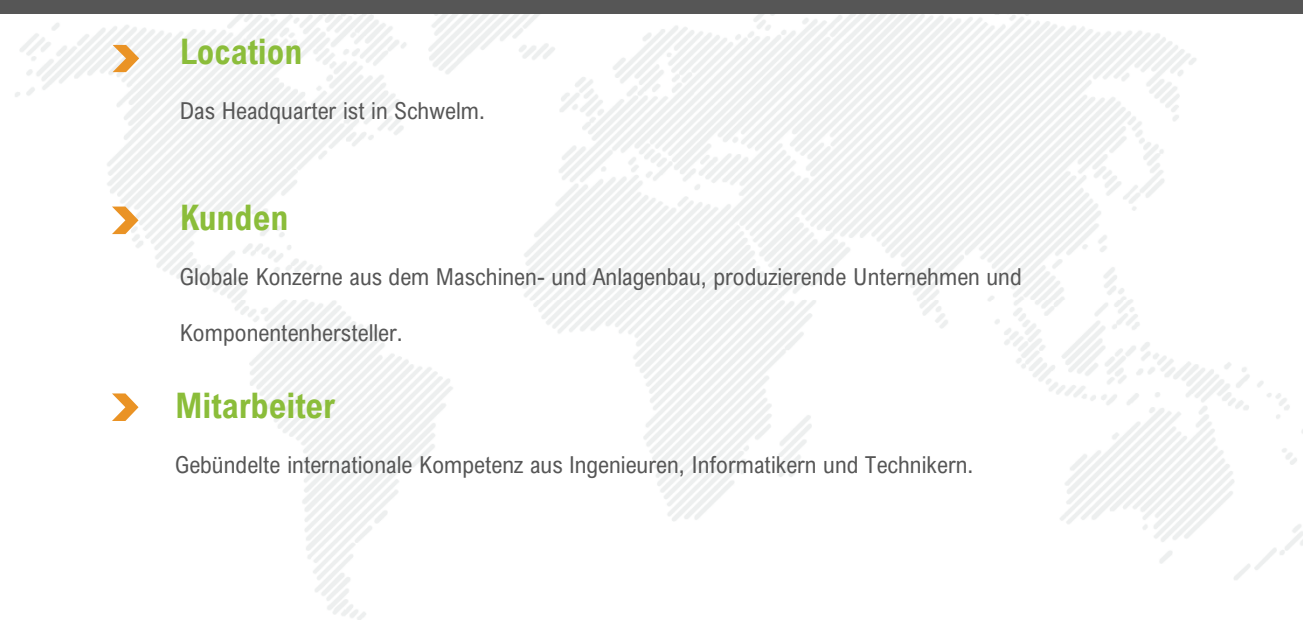 Location
Das Headquarter ist in Schwelm.
Kunden
Globale Konzerne aus dem Maschinen- und Anlagenbau, produzierende Unternehmen und
Komponentenhersteller.
Mitarbeiter
Gebündelte internationale Kompetenz aus Ingenieuren, Informatikern und Technikern.